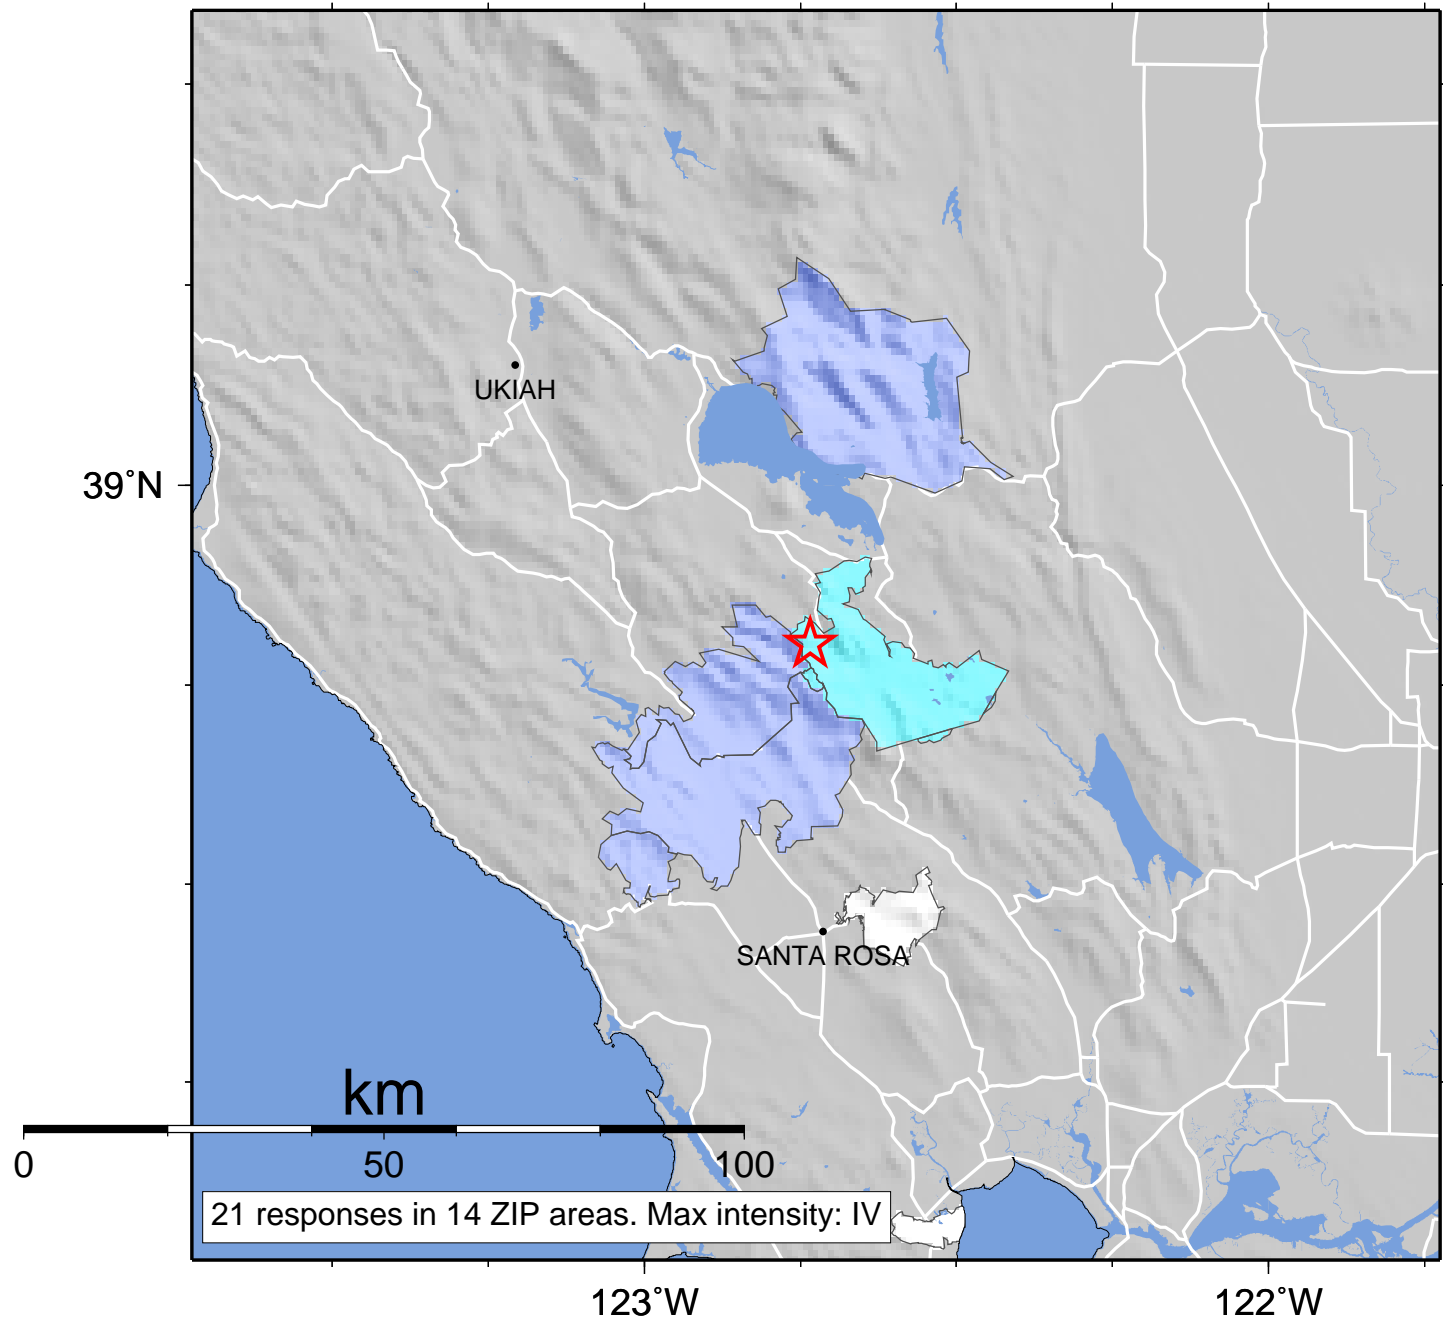 UKIAH
39˚N
SANTA ROSA
km
0 50 100
21 responses in 14 ZIP areas. Max intensity: IV
123˚W 122˚W